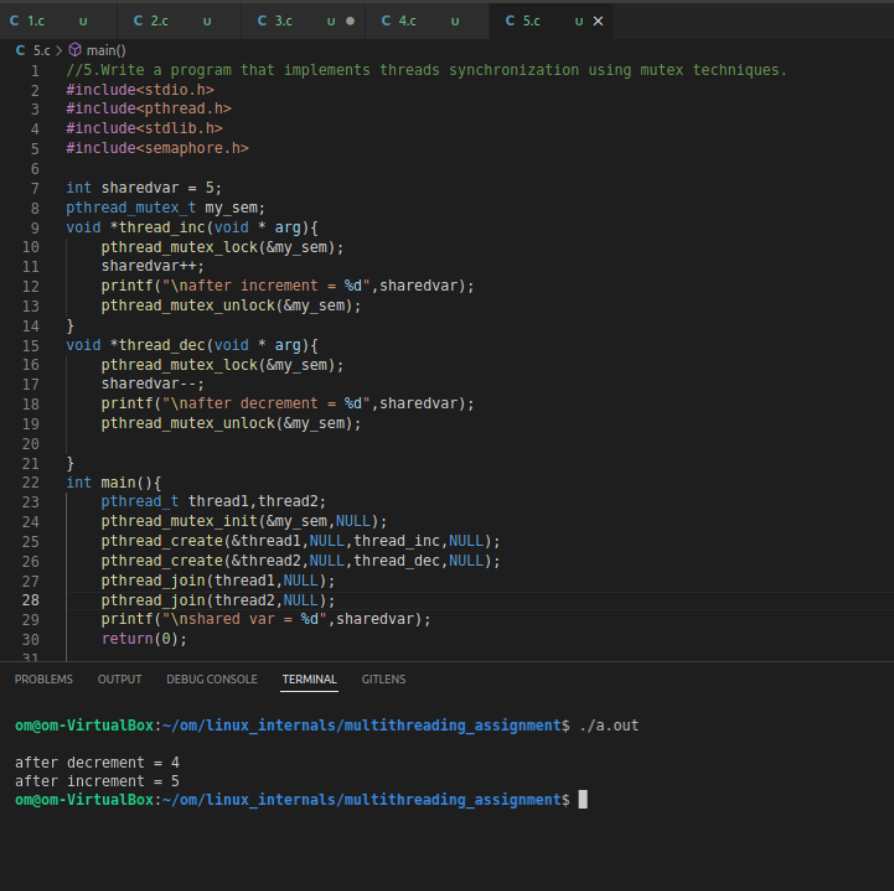 C 1.c U C 2.c U C 3.c U ● C 4.c U C 5.c U ×
C 5.c > main()
1 //5.Write a program that implements threads synchronization using mutex techniques.
2 #include<stdio.h>
3 #include<pthread.h>
4 #include<stdlib.h>
5 #include<semaphore.h>
6
7 int sharedvar = 5;
8 pthread_mutex_t my_sem;
9 void *thread_inc(void * arg){
10     pthread_mutex_lock(&my_sem);
11     sharedvar++;
12     printf("\nafter increment = %d",sharedvar);
13     pthread_mutex_unlock(&my_sem);
14 }
15 void *thread_dec(void * arg){
16     pthread_mutex_lock(&my_sem);
17     sharedvar--;
18     printf("\nafter decrement = %d",sharedvar);
19     pthread_mutex_unlock(&my_sem);
20
21 }
22 int main(){
23     pthread_t thread1,thread2;
24     pthread_mutex_init(&my_sem,NULL);
25     pthread_create(&thread1,NULL,thread_inc,NULL);
26     pthread_create(&thread2,NULL,thread_dec,NULL);
27     pthread_join(thread1,NULL);
28     pthread_join(thread2,NULL);
29     printf("\nshared var = %d",sharedvar);
30     return(0);
31
PROBLEMS OUTPUT DEBUG CONSOLE TERMINAL GITLENS
om@om-VirtualBox:~/om/linux_internals/multithreading_assignment$ ./a.out
after decrement = 4
after increment = 5
om@om-VirtualBox:~/om/linux_internals/multithreading_assignment$